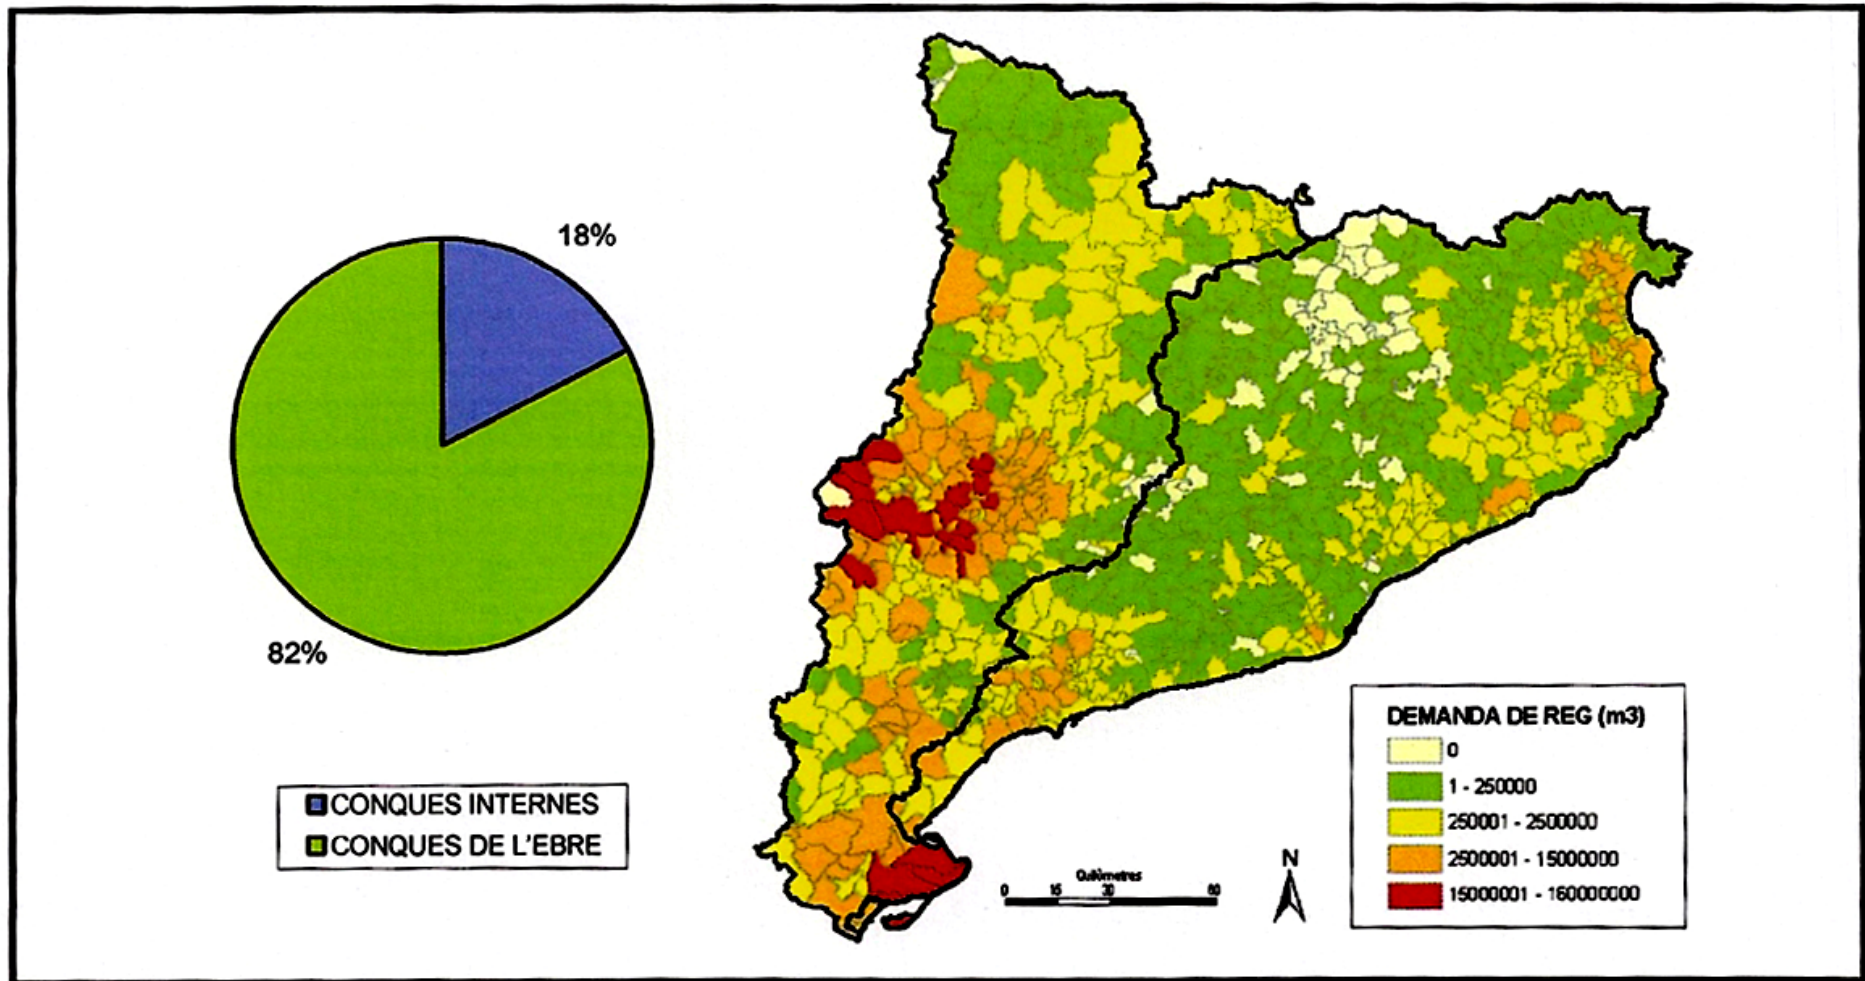 18%
82%
CONQUES INTERNES
CONQUES DE L'EBRE
DEMANDA DE REG (m3)
0
1 - 250000
250001 - 2500000
2500001 - 15000000
15000001 - 160000000
Quilòmetres
0 15 30 60
N